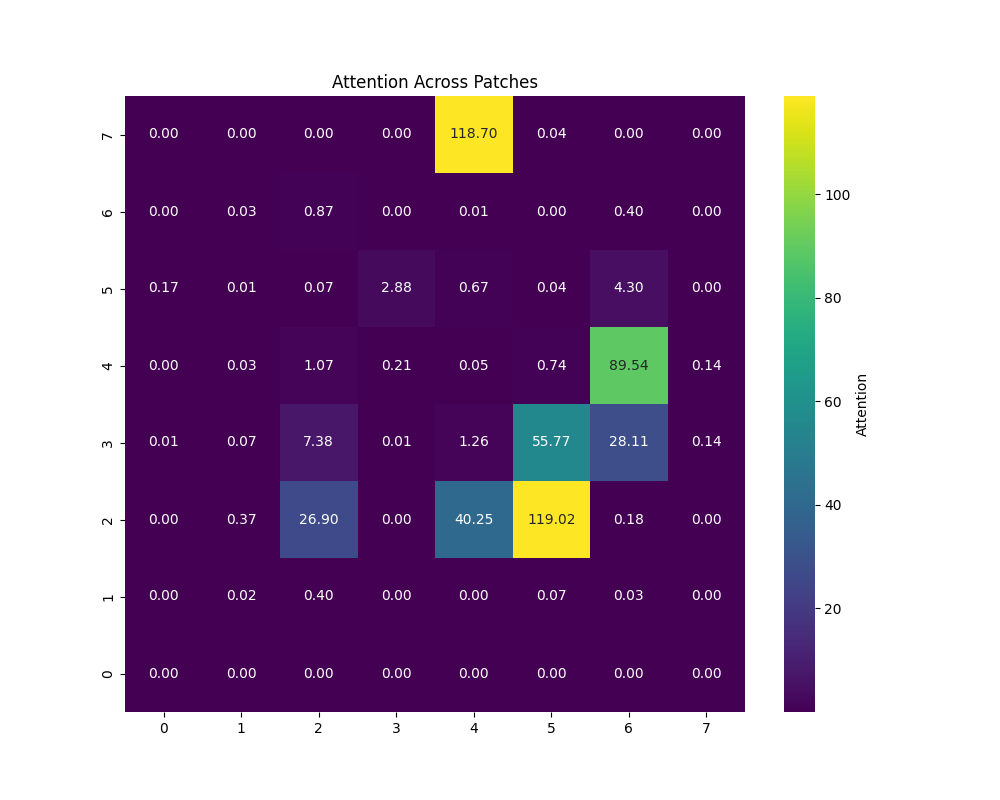 Attention Across Patches
7 0.00 0.00 0.00 0.00 118.70 0.04 0.00 0.00
6 0.00 0.03 0.87 0.00 0.01 0.00 0.40 0.00
5 0.17 0.01 0.07 2.88 0.67 0.04 4.30 0.00
4 0.00 0.03 1.07 0.21 0.05 0.74 89.54 0.14
3 0.01 0.07 7.38 0.01 1.26 55.77 28.11 0.14
2 0.00 0.37 26.90 0.00 40.25 119.02 0.18 0.00
1 0.00 0.02 0.40 0.00 0.00 0.07 0.03 0.00
0 0.00 0.00 0.00 0.00 0.00 0.00 0.00 0.00
0 1 2 3 4 5 6 7
100
80
60
40
20
Attention